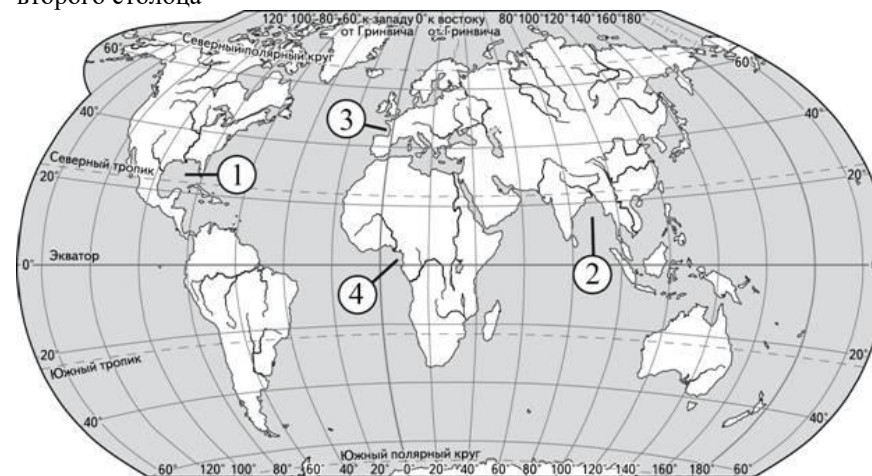 второго столбца
120° 100° 80° 60° к западу 0° к востоку 80° 100° 120° 140° 160° 180°
от Гринвича от Гринвича
60° Северный полярный круг 60°
40° 40°
3
Северный тропик
1
20° 20°
Экватор
0° 0°
4 2
20° 20°
Южный тропик
40° 40°
Южный полярный круг
60° 120° 100° 80° 60° 40° 20° 0° 20° 40° 60° 80° 100° 120° 140° 160° 60°